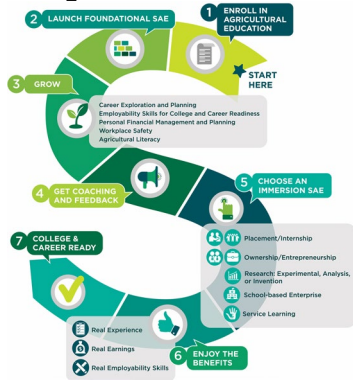 1 ENROLL IN
AGRICULTURAL
EDUCATION
2 LAUNCH FOUNDATIONAL SAE
START
HERE
3 GROW
Career Exploration and Planning
Employability Skills for College and Career Readiness
Personal Financial Management and Planning
Workplace Safety
Agricultural Literacy
4 GET COACHING
AND FEEDBACK
5 CHOOSE AN
IMMERSION SAE
Placement/Internship
Ownership/Entrepreneurship
Research: Experimental, Analysis,
or Invention
School-based Enterprise
Service Learning
6 ENJOY THE
BENEFITS
Real Experience
Real Earnings
Real Employability Skills
7 COLLEGE &
CAREER READY